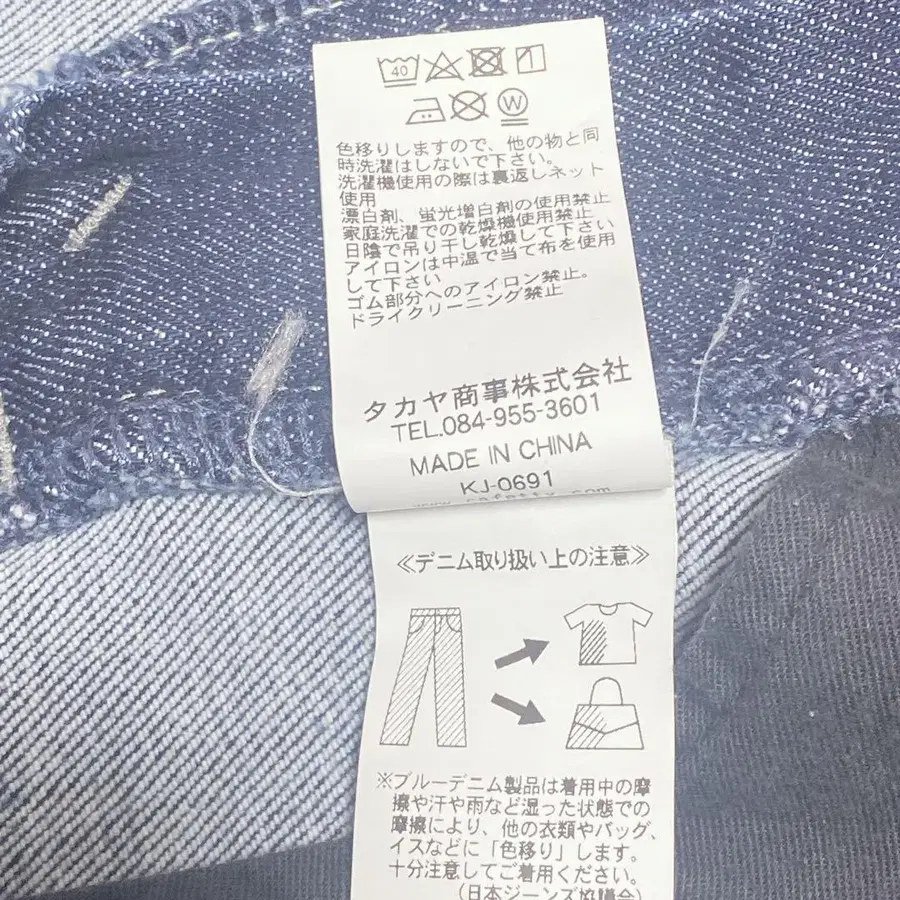 40
W
色移りしますので、他の物と同
時洗濯はしないで下さい。
洗濯機使用の際は裏返しネット
使用
漂白剤、蛍光増白剤の使用禁止
家庭洗濯での乾燥機使用禁止
日陰で吊り干し乾燥して下さい
アイロンは中温で当て布を使用
して下さい
ゴム部分へのアイロン禁止。
ドライクリーニング禁止
タカヤ商事株式会社
TEL.084-955-3601
MADE IN CHINA
KJ-0691
≪デニム取り扱い上の注意≫
※ブルーデニム製品は着用中の摩
擦や汗や雨など湿った状態での
摩擦により、他の衣類やバッグ、
イスなどに「色移り」します。
十分注意してご着用ください。
(日本ジーンズ協議会)